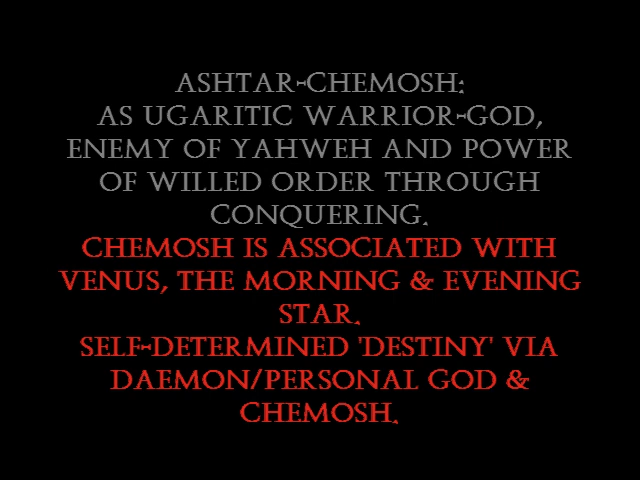 ASHTAR-CHEMOSH:
AS UGARITIC WARRIOR-GOD,
ENEMY OF YAHWEH AND POWER
OF WILLED ORDER THROUGH
CONQUERING.
CHEMOSH IS ASSOCIATED WITH
VENUS, THE MORNING & EVENING
STAR.
SELF-DETERMINED 'DESTINY' VIA
DAEMON/PERSONAL GOD &
CHEMOSH.